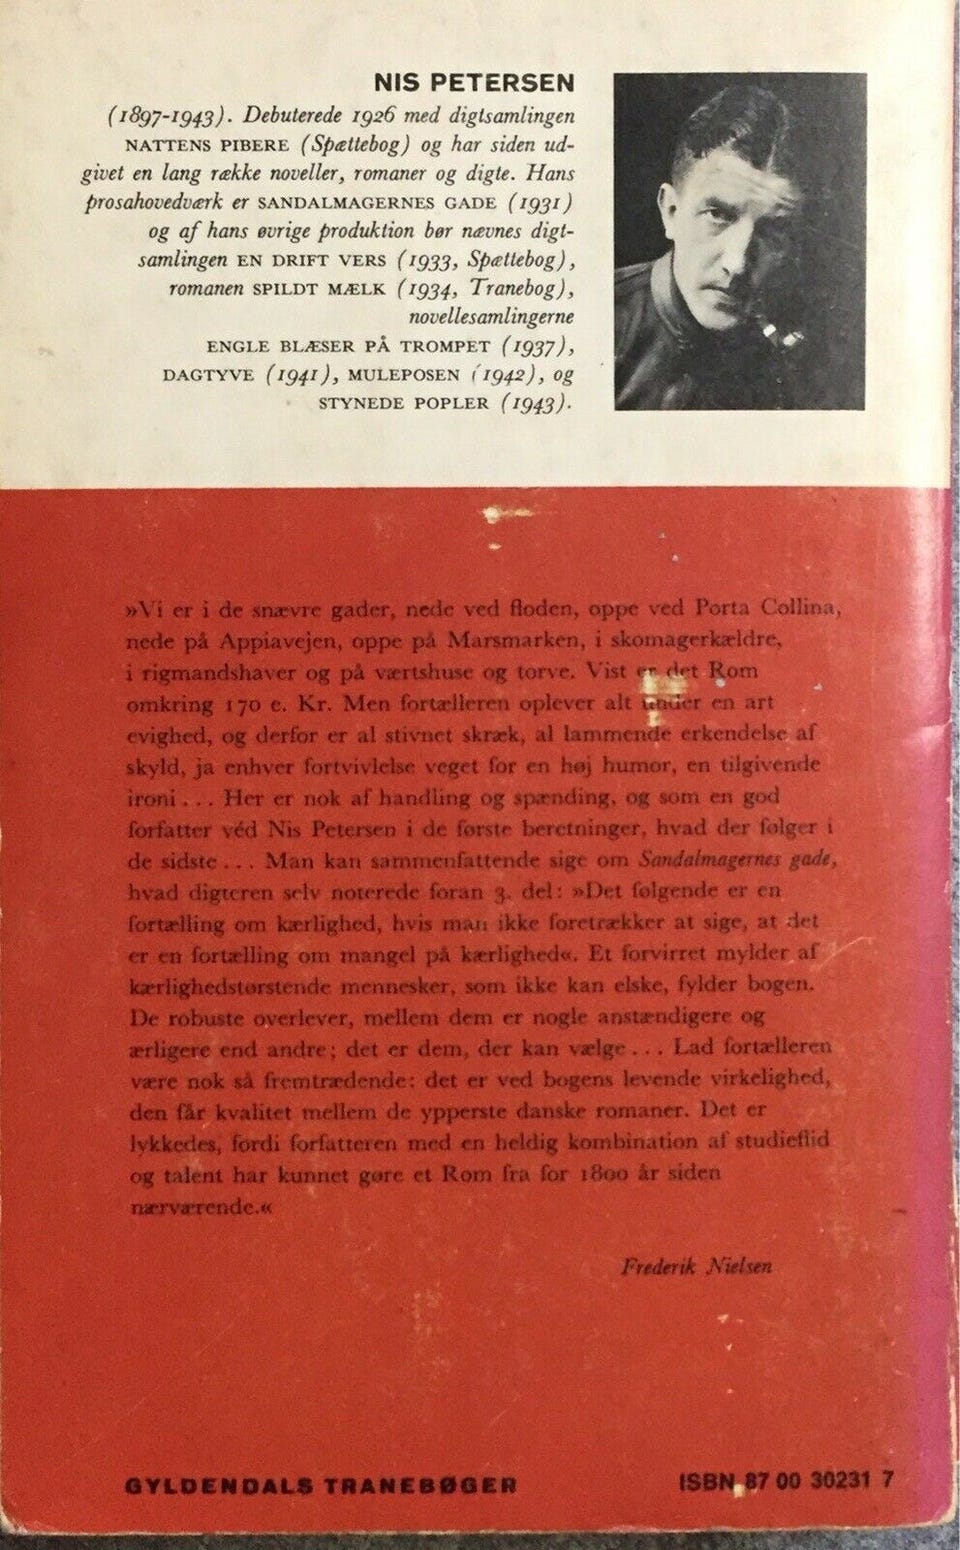 NIS PETERSEN
(1897-1943). Debuterede 1926 med digtsamlingen
NATTENS PIBERE (Spættebog) og har siden ud-
givet en lang række noveller, romaner og digte. Hans
prosahovedværk er SANDALMAGERNES GADE (1931)
og af hans øvrige produktion bør nævnes digt-
samlingen EN DRIFT VERS (1933, Spættebog),
romanen SPILDT MÆLK (1934, Tranebog),
novellesamlingerne
ENGLE BLÆSER PÅ TROMPET (1937),
DAGTYVE (1941), MULEPOSEN (1942), og
STYNEDE POPLER (1943).
»Vi er i de snævre gader, nede ved floden, oppe ved Porta Collina,
nede på Appiavejen, oppe på Marsmarken, i skomagerkældre,
i rigmandshaver og på værtshuse og torve. Vist er det Rom
omkring 170 e. Kr. Men fortælleren oplever alt under en art
evighed, og derfor er al stivnet skræk, al lammende erkendelse af
skyld, ja enhver fortvivlelse veget for en høj humor, en tilgivende
ironi... Her er nok af handling og spænding, og som en god
forfatter véd Nis Petersen i de første beretninger, hvad der følger i
de sidste... Man kan sammenfattende sige om Sandalmagernes gade,
hvad digteren selv noterede foran 3. del: »Det følgende er en
fortælling om kærlighed, hvis man ikke foretrækker at sige, at det
er en fortælling om mangel på kærlighed«. Et forvirret mylder af
kærlighedstørstende mennesker, som ikke kan elske, fylder bogen.
De robuste overlever, mellem dem er nogle anstændigere og
ærligere end andre; det er dem, der kan vælge... Lad fortælleren
være nok så fremtrædende: det er ved bogens levende virkelighed,
den får kvalitet mellem de ypperste danske romaner. Det er
lykkedes, fordi forfatteren med en heldig kombination af studieflid
og talent har kunnet gøre et Rom fra for 1800 år siden
nærværende.«
Frederik Nielsen
GYLDENDALS TRANEBØGER
ISBN 87 00 30231 7